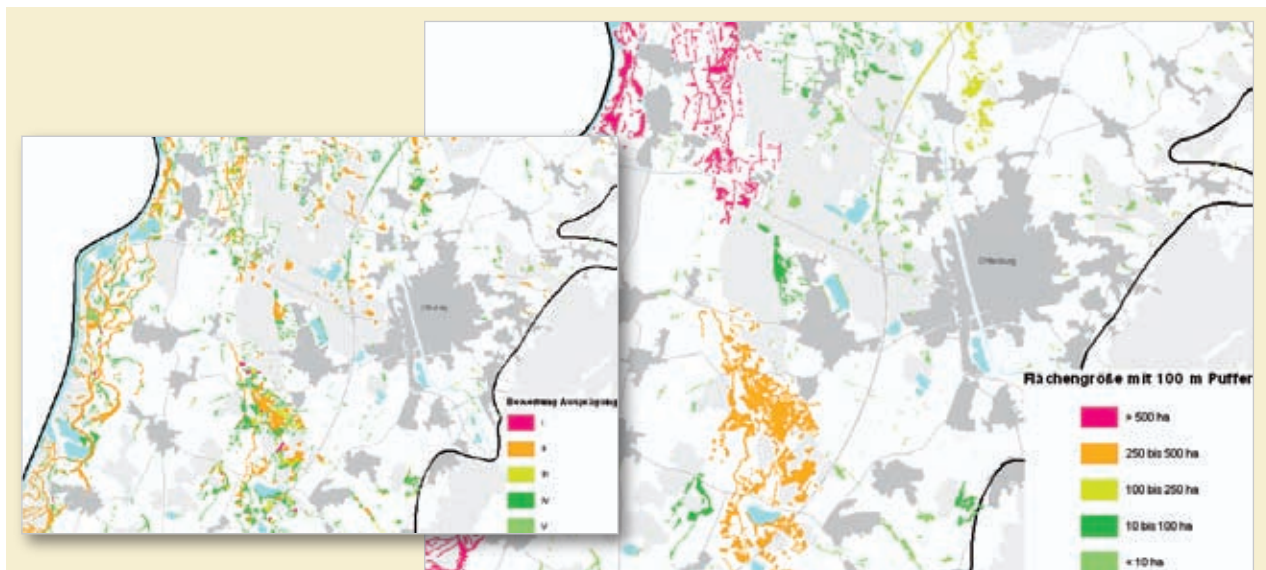 Offenburg
Bewertung Ausprägung
I
II
III
IV
V
Flächengröße mit 100 m Puffer
> 500 ha
250 bis 500 ha
100 bis 250 ha
10 bis 100 ha
< 10 ha